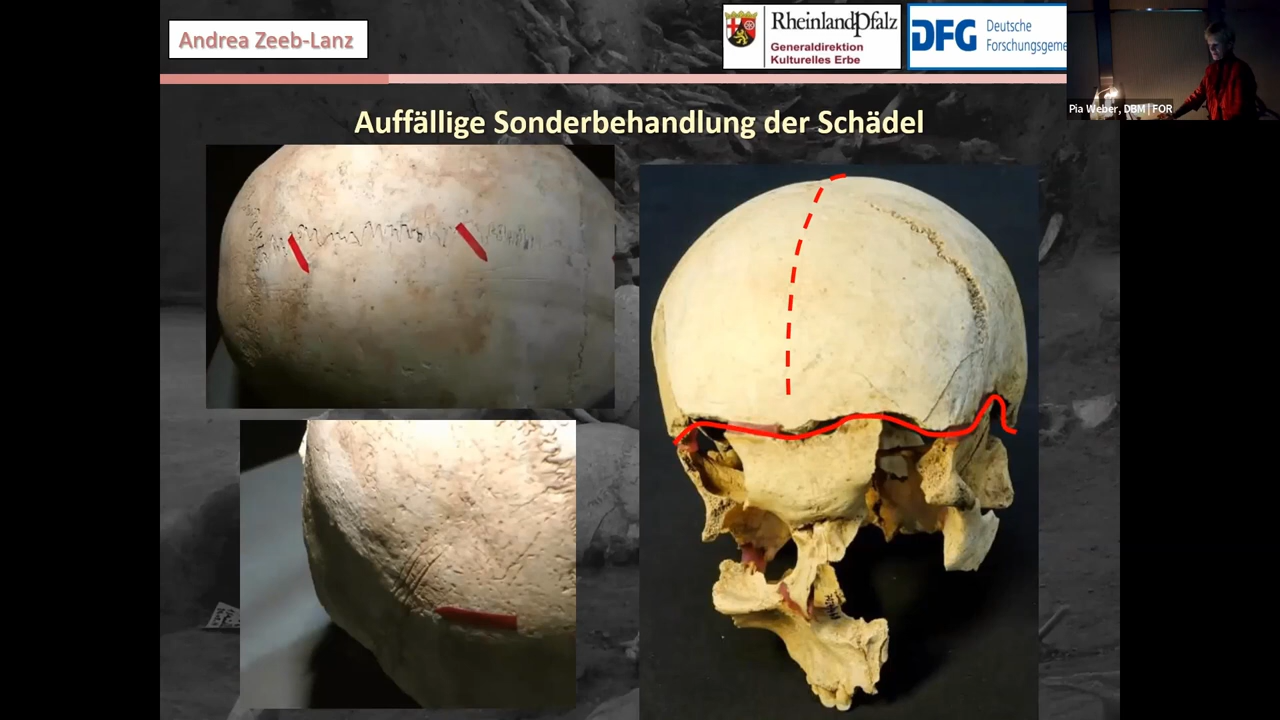 Andrea Zeeb-Lanz
RheinlandPfalz
Generaldirektion
Kulturelles Erbe
DFG
Deutsche
Forschungsgeme
Pia Weber, DBM | FOR
Auffällige Sonderbehandlung der Schädel